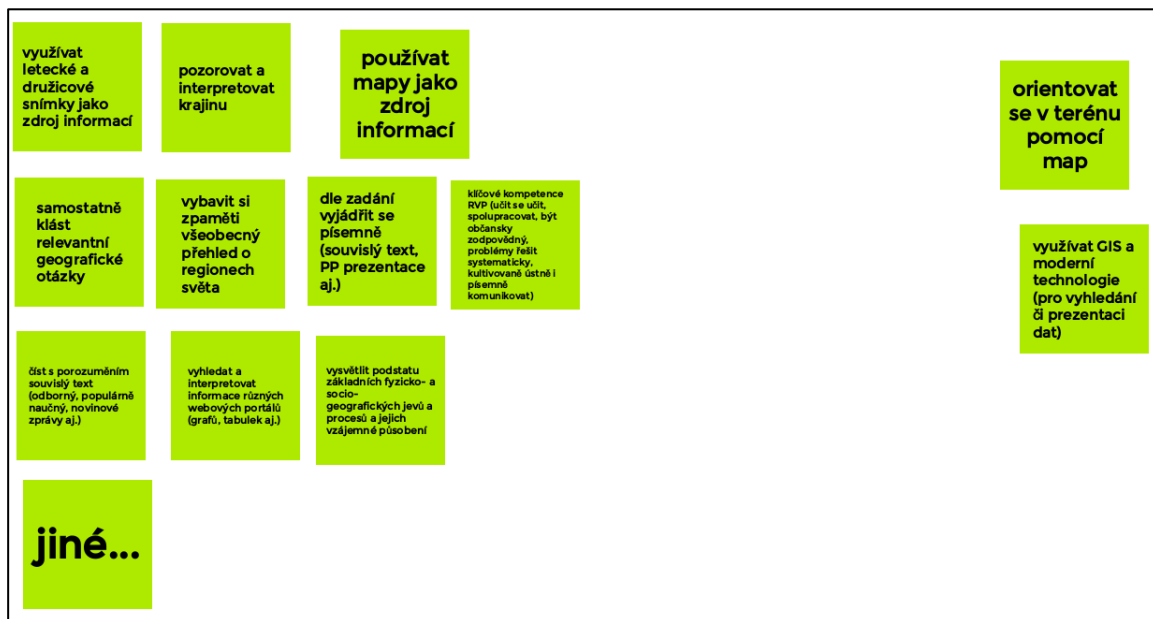 využívat
letecké a
družicové
snímky jako
zdroj informací
pozorovat a
interpretovat
krajinu
používat
mapy jako
zdroj
informací
orientovat
se v terénu
pomocí
map
samostatně
klást
relevantní
geografické
otázky
vybavit si
zpaměti
všeobecný
přehled o
regionech
světa
dle zadání
vyjádřit se
písemně
(souvislý text,
PP prezentace
aj.)
klíčové kompetence
RVP (učit se učit,
spolupracovat, být
občansky
zodpovědný,
problémy řešit
systematicky,
kultivovaně ústně i
písemně
komunikovat)
využívat GIS a
moderní
technologie
(pro vyhledání
či prezentaci
dat)
číst s porozuměním
souvislý text
(odborný, populárně
naučný, novinové
zprávy aj.)
vyhledat a
interpretovat
informace různých
webových portálů
(grafů, tabulek aj.)
vysvětlit podstatu
základních fyzicko- a
socio-
geografických jevů a
procesů a jejich
vzájemné působení
jiné...